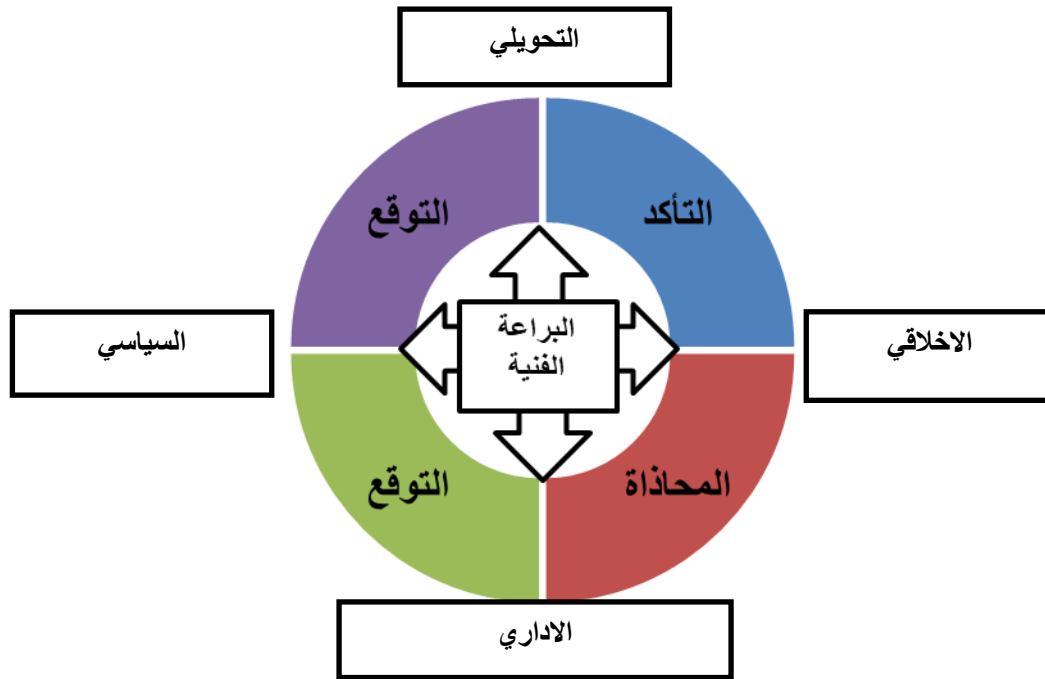 التحويلي
التأكد
التوقع
البراعة
الفنية
الاخلاقي
السياسي
المحاذاة
التوقع
الاداري